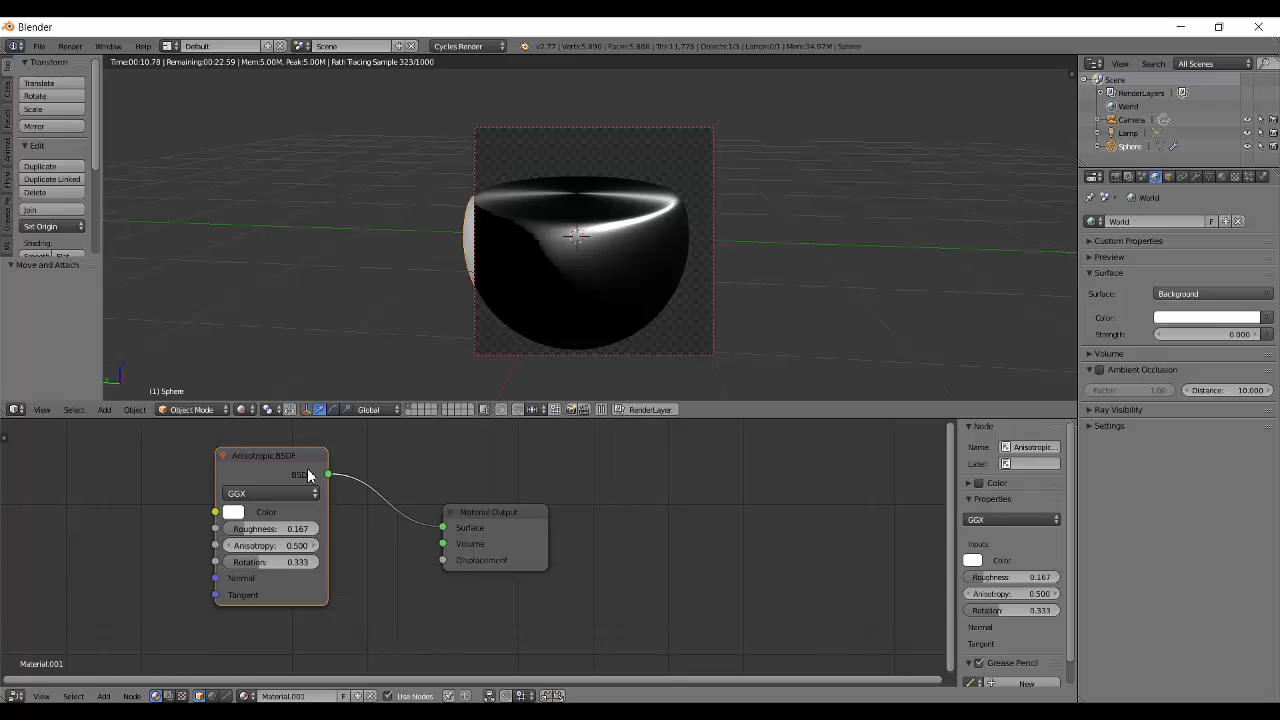 Blender
File Render Window Help Default Scene Cycles Render v2.77 | Verts:5,890 | Faces:5,888 | Tris:11,776 | Objects:1/3 | Lamps:0/1 | Mem:34.97M | Sphere
Time:00:10.78 | Remaining:00:22.59 | Mem:5.00M, Peak:5.00M | Path Tracing Sample 323/1000
Transform
Translate
Rotate
Scale
Mirror
Edit
Duplicate
Duplicate Linked
Delete
Join
Set Origin
Shading:
Smooth Flat
Move and Attach
(1) Sphere
View Select Add Object Object Mode Global RenderLayer
View Search All Scenes
Scene
RenderLayers
World
Camera
Lamp
Sphere
World
World F
Custom Properties
Preview
Surface
Surface: Background
Color:
Strength: 0.000
Volume
Ambient Occlusion
Factor: 1.00 Distance: 10.000
Ray Visibility
Settings
Anisotropic BSDF
BSDF
GGX
Color
Roughness: 0.167
Anisotropy: 0.500
Rotation: 0.333
Normal
Tangent
Material Output
Surface
Volume
Displacement
Material.001
Node
Name: Anisotropic...
Label:
Color
Properties
GGX
Inputs:
Color
Roughness: 0.167
Anisotropy: 0.500
Rotation: 0.333
Normal
Tangent
Grease Pencil
New
View Select Add Node Material.001 F Use Nodes